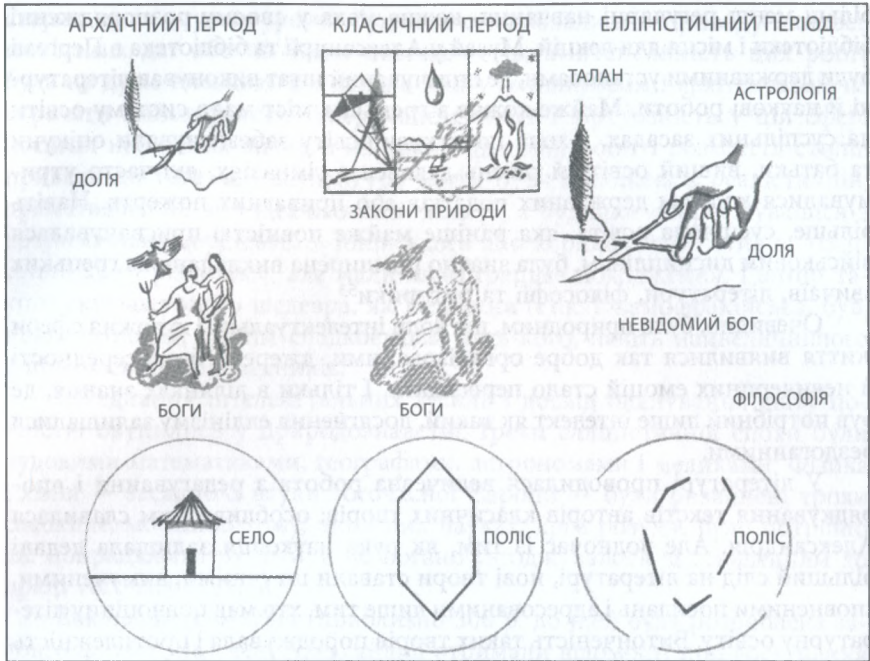 АРХАЇЧНИЙ ПЕРІОД
КЛАСИЧНИЙ ПЕРІОД
ЕЛЛІНІСТИЧНИЙ ПЕРІОД
ТАЛАН
АСТРОЛОГІЯ
ДОЛЯ
ЗАКОНИ ПРИРОДИ
ДОЛЯ
НЕВІДОМИЙ БОГ
БОГИ
БОГИ
ФІЛОСОФІЯ
СЕЛО
ПОЛІС
ПОЛІС